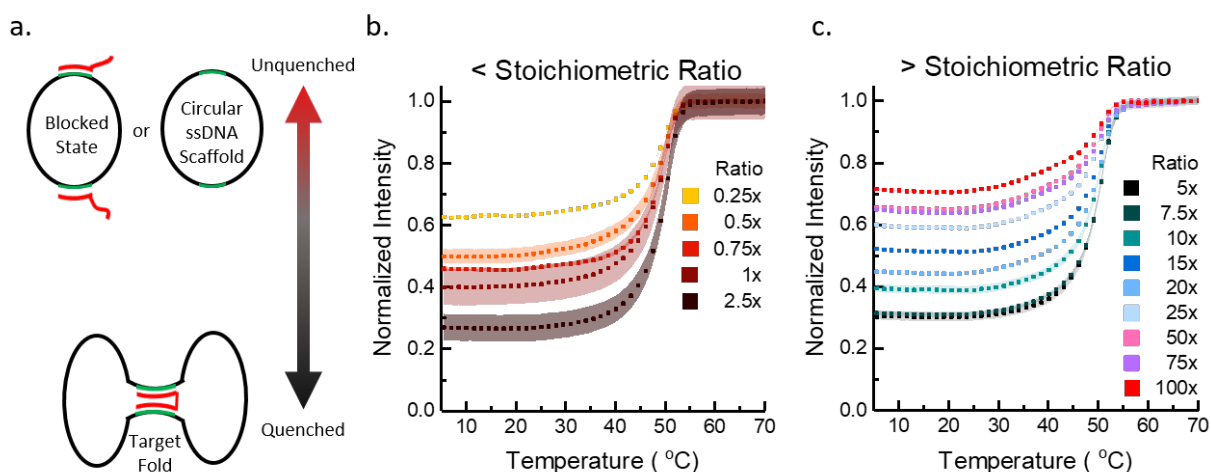 a.
Blocked
State
or
Circular
ssDNA
Scaffold
Unquenched
Quenched
Target
Fold
b.
< Stoichiometric Ratio
Normalized Intensity
1.0
0.8
0.6
0.4
0.2
0.0
10 20 30 40 50 60 70
Temperature ( °C)
Ratio
0.25x
0.5x
0.75x
1x
2.5x
c.
> Stoichiometric Ratio
Normalized Intensity
1.0
0.8
0.6
0.4
0.2
0.0
10 20 30 40 50 60 70
Temperature ( °C)
Ratio
5x
7.5x
10x
15x
20x
25x
50x
75x
100x